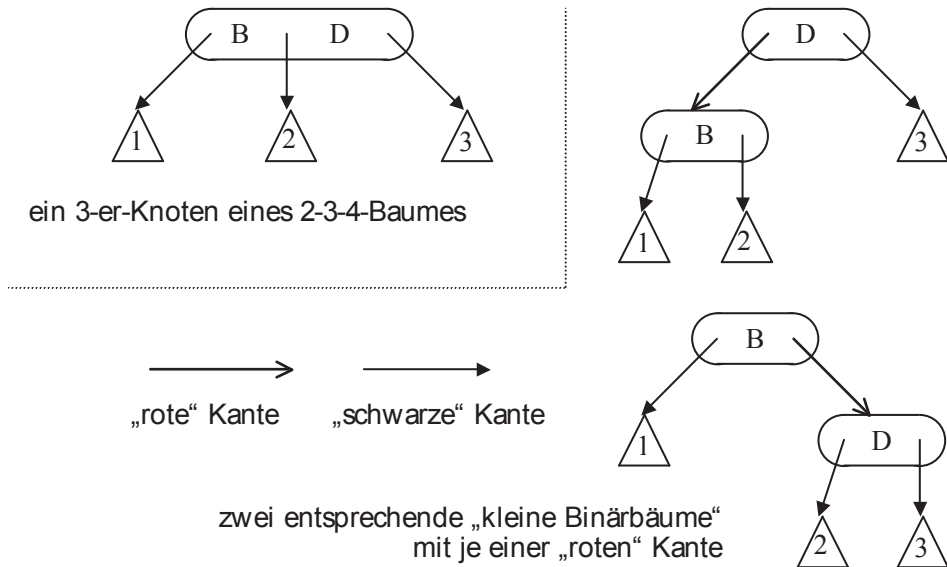 B D
1 2 3
ein 3-er-Knoten eines 2-3-4-Baumes
D
B 3
1 2
„rote“ Kante „schwarze“ Kante
B
1 D
2 3
zwei entsprechende „kleine Binärbäume“
mit je einer „roten“ Kante